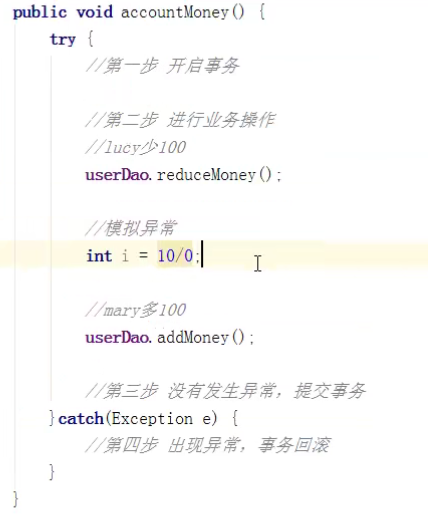 public void accountMoney() {
try {
//第一步 开启事务
//第二步 进行业务操作
//lucy少100
userDao.reduceMoney();
//模拟异常
int i = 10/0;
//mary多100
userDao.addMoney();
//第三步 没有发生异常，提交事务
}catch(Exception e) {
//第四步 出现异常，事务回滚
}
}